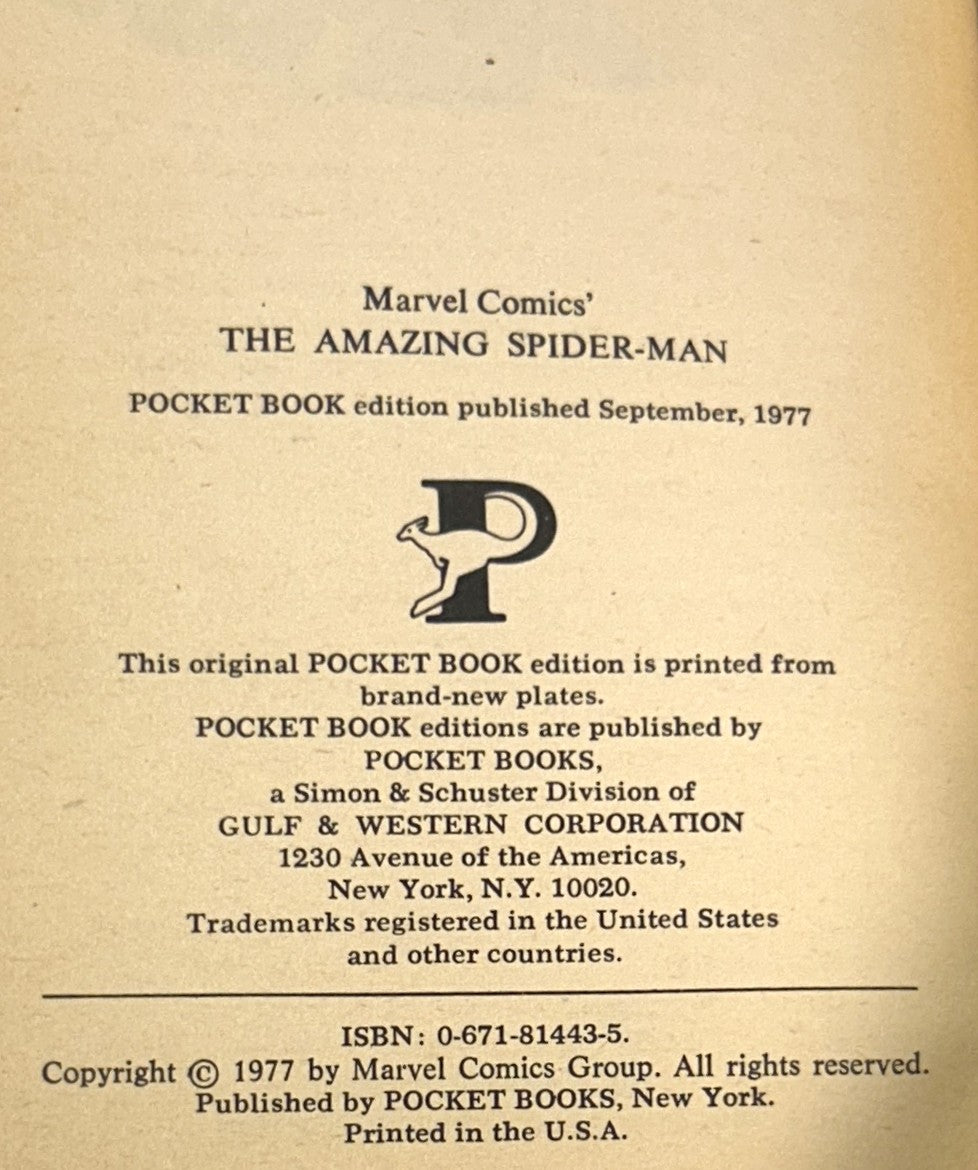 Marvel Comics’
THE AMAZING SPIDER-MAN
POCKET BOOK edition published September, 1977
P
This original POCKET BOOK edition is printed from
brand-new plates.
POCKET BOOK editions are published by
POCKET BOOKS,
a Simon & Schuster Division of
GULF & WESTERN CORPORATION
1230 Avenue of the Americas,
New York, N.Y. 10020.
Trademarks registered in the United States
and other countries.
ISBN: 0-671-81443-5.
Copyright © 1977 by Marvel Comics Group. All rights reserved.
Published by POCKET BOOKS, New York.
Printed in the U.S.A.